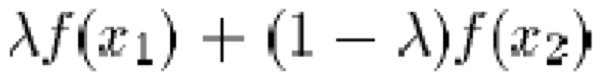 λf(x₁) + (1 − λ)f(x₂)